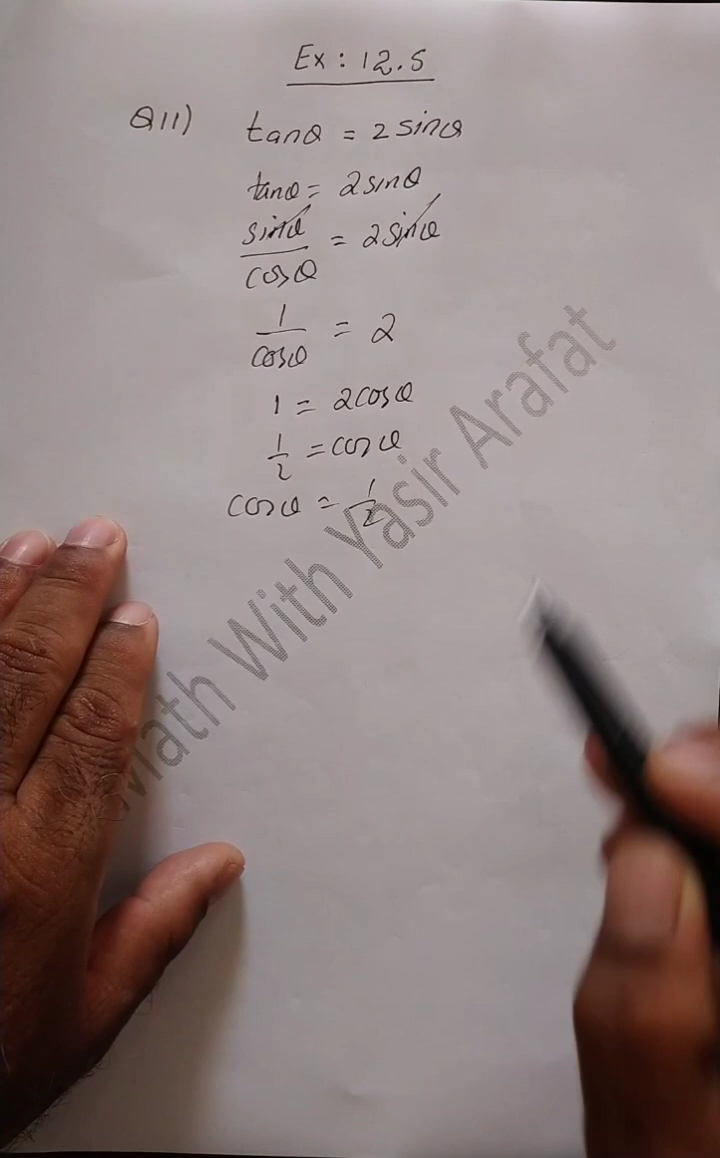 Ex: 12.5
Q11) tanθ = 2sinθ
tanθ = 2sinθ
sinθ/cosθ = 2sinθ
1/cosθ = 2
1 = 2cosθ
1/2 = cosθ
cosθ = 1/2
Math With Yasir Arafat